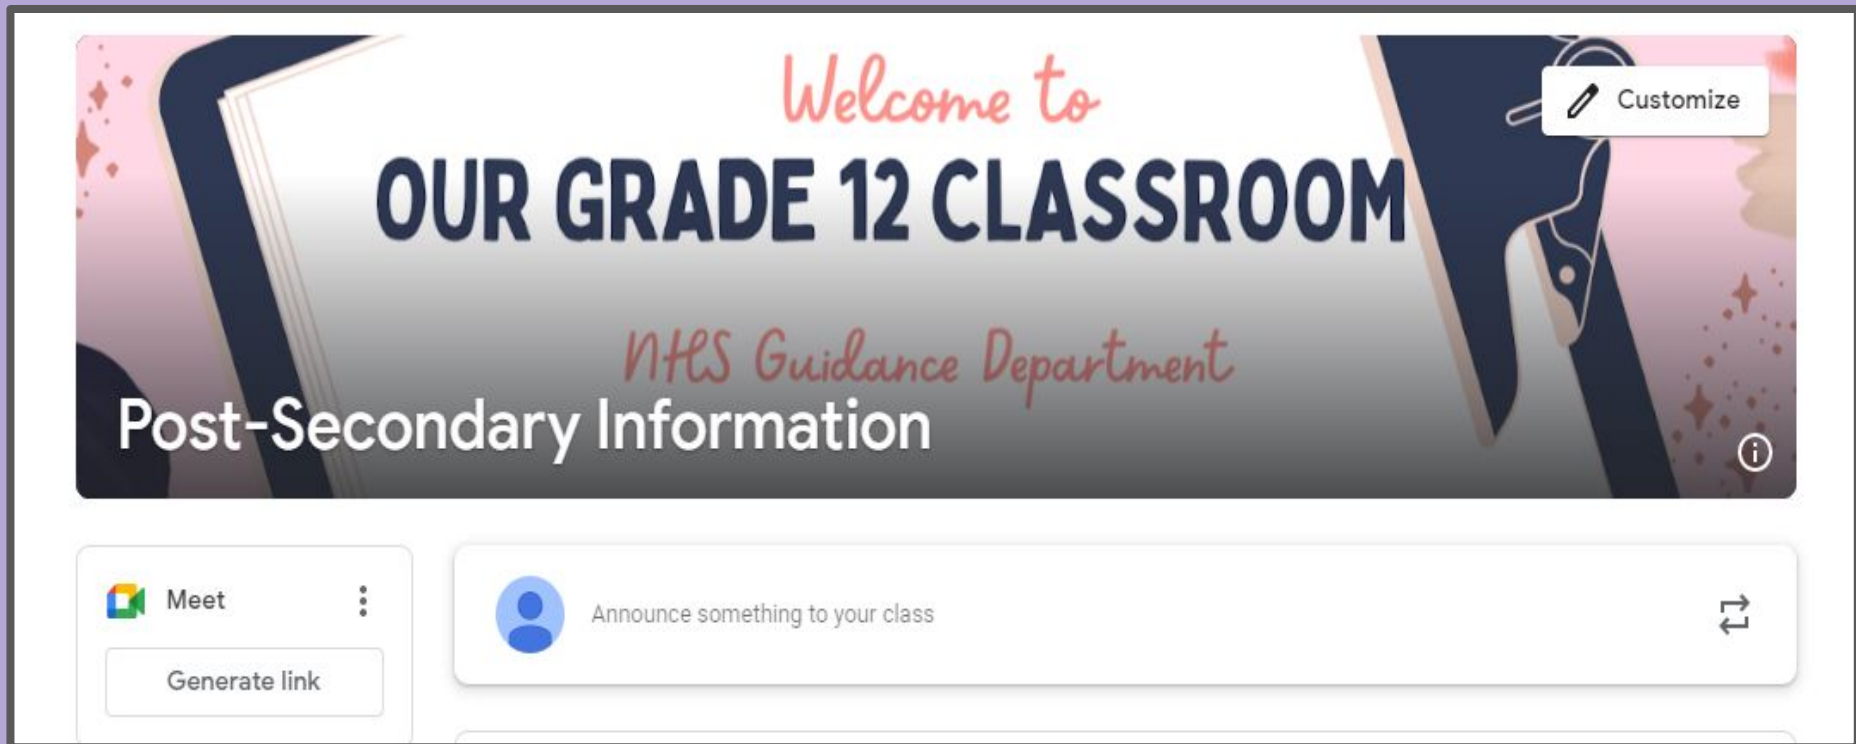 Welcome to
Customize
OUR GRADE 12 CLASSROOM
NHS Guidance Department
Post-Secondary Information
Meet
Announce something to your class
Generate link